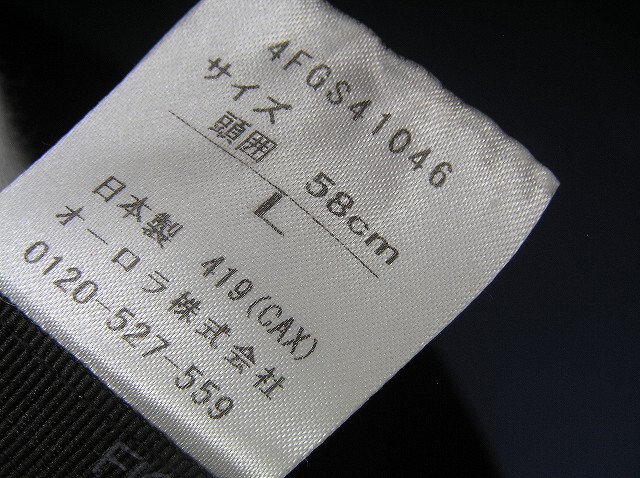 4FGS41046
サイズ
頭囲 58cm
L
日本製 419(CAX)
オーロラ株式会社
0120-527-559